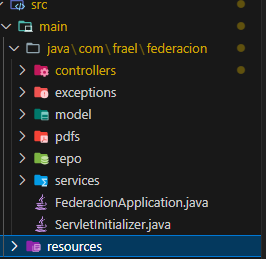 src
main
java\com\frael\federacion
controllers
exceptions
model
pdfs
repo
services
FederacionApplication.java
ServletInitializer.java
resources